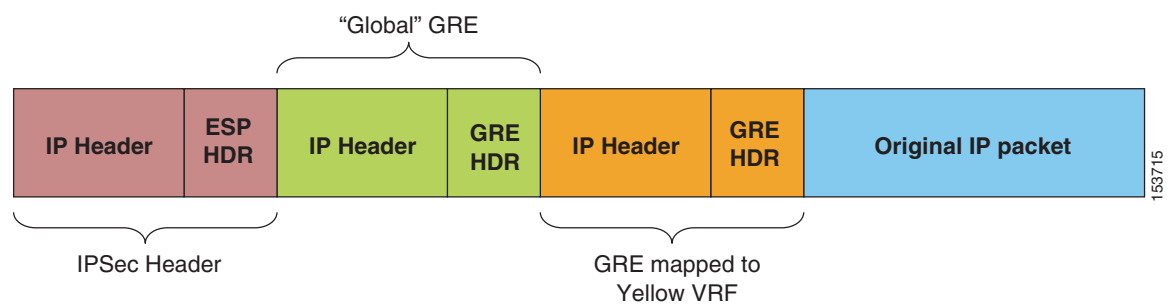 “Global” GRE
IP Header
ESP
HDR
IP Header
GRE
HDR
IP Header
GRE
HDR
Original IP packet
153715
IPSec Header
GRE mapped to
Yellow VRF